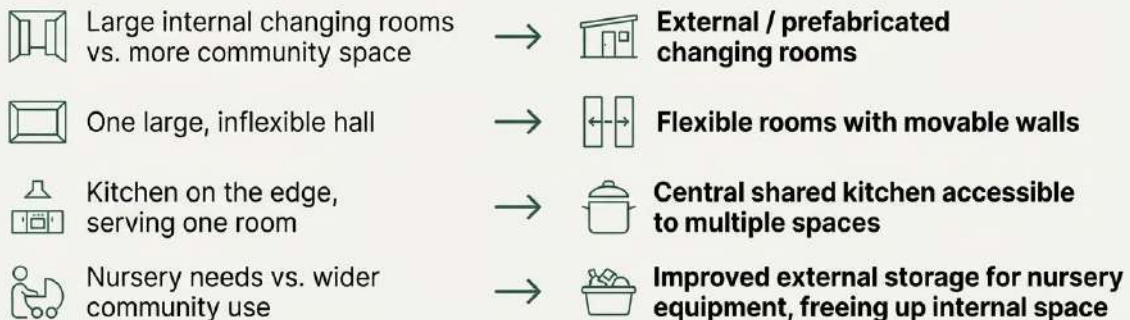 Large internal changing rooms
vs. more community space
External / prefabricated
changing rooms
One large, inflexible hall
Flexible rooms with movable walls
Kitchen on the edge,
serving one room
Central shared kitchen accessible
to multiple spaces
Nursery needs vs. wider
community use
Improved external storage for nursery
equipment, freeing up internal space